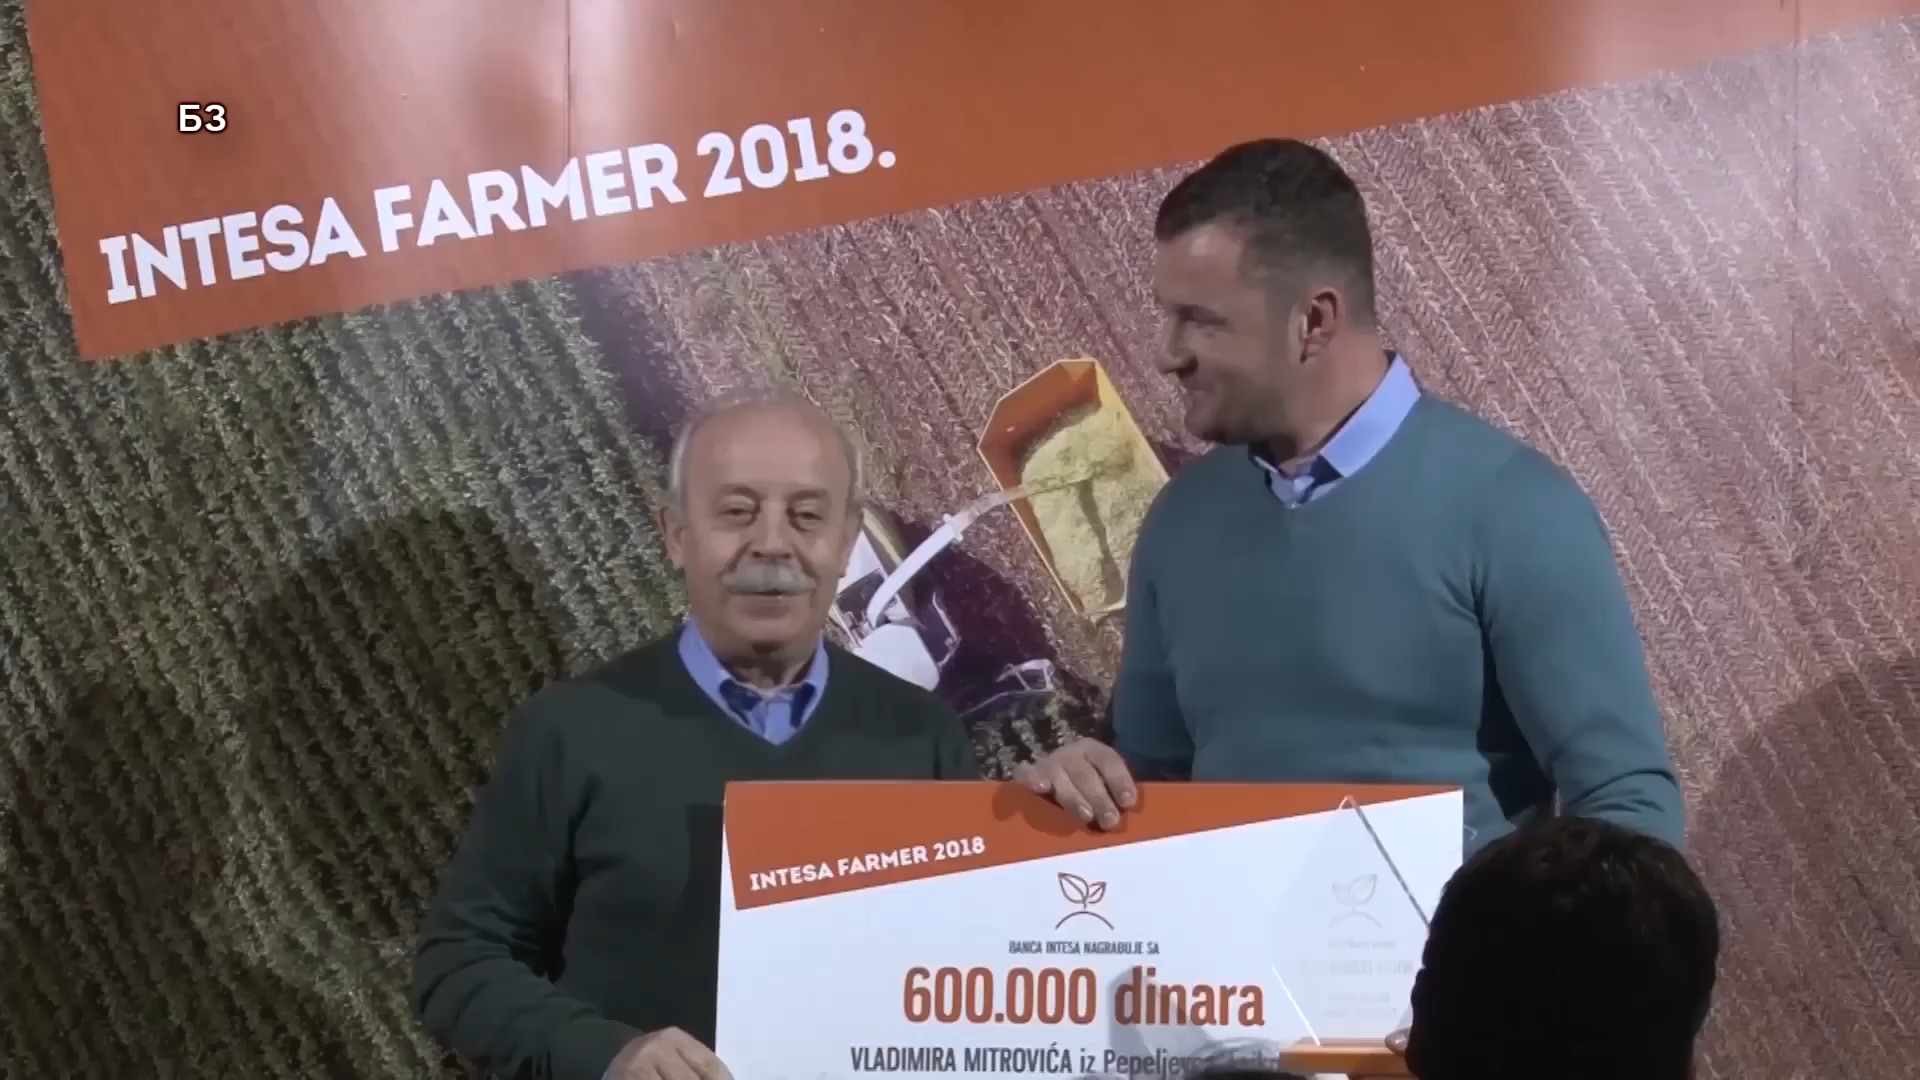 БЗ
INTESA FARMER 2018.
INTESA FARMER 2018
BANCA INTESA NAGRAĐUJE SA
600.000 dinara
VLADIMIRA MITROVIĆA iz